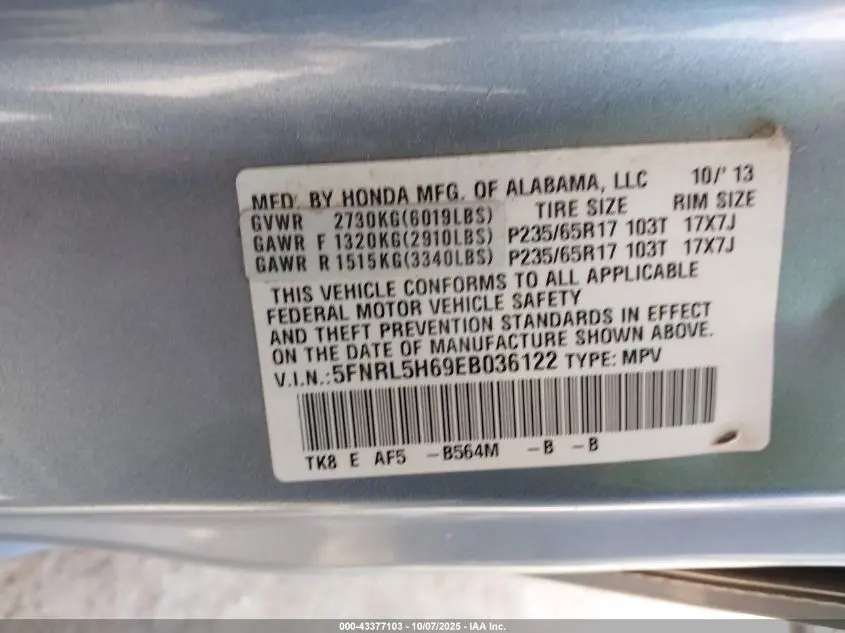 MFD. BY HONDA MFG. OF ALABAMA, LLC 10/'13
GVWR 2730KG(6019LBS) TIRE SIZE RIM SIZE
GAWR F 1320KG(2910LBS) P235/65R17 103T 17X7J
GAWR R 1515KG(3340LBS) P235/65R17 103T 17X7J
THIS VEHICLE CONFORMS TO ALL APPLICABLE
FEDERAL MOTOR VEHICLE SAFETY
AND THEFT PREVENTION STANDARDS IN EFFECT
ON THE DATE OF MANUFACTURE SHOWN ABOVE.
V.I.N.:5FNRL5H69EB036122 TYPE: MPV
TK8 E AF5 -B564M -B -B
000-43377103 - 10/07/2025 - IAA Inc.